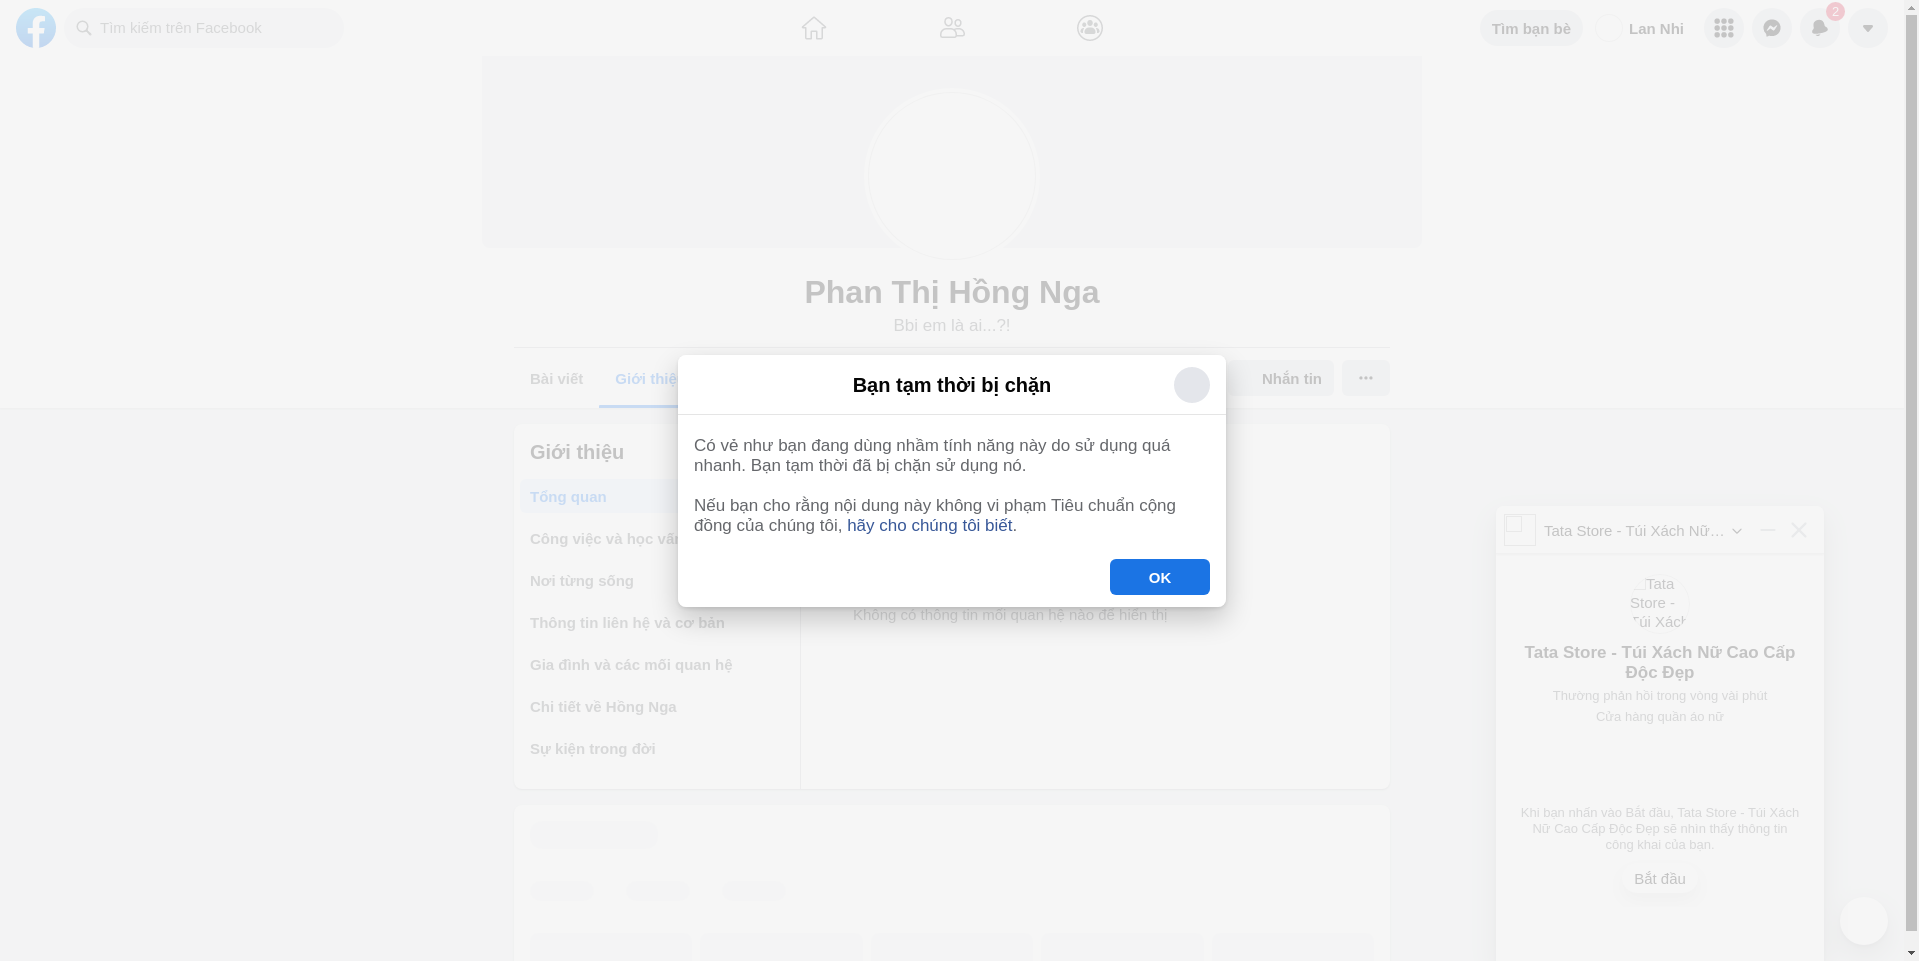 Tìm kiếm trên Facebook
Tìm bạn bè
Lan Nhi
2
Phan Thị Hồng Nga
Bbi em là ai...?!
Bài viết
Giới thiệu
Nhắn tin
Bạn tạm thời bị chặn
Có vẻ như bạn đang dùng nhầm tính năng này do sử dụng quá
nhanh. Bạn tạm thời đã bị chặn sử dụng nó.
Nếu bạn cho rằng nội dung này không vi phạm Tiêu chuẩn cộng
đồng của chúng tôi, hãy cho chúng tôi biết.
OK
Giới thiệu
Tổng quan
Công việc và học vấn
Nơi từng sống
Thông tin liên hệ và cơ bản
Gia đình và các mối quan hệ
Chi tiết về Hồng Nga
Sự kiện trong đời
Không có thông tin mối quan hệ nào để hiển thị
Tata Store - Túi Xách Nữ...
Tata
Store -
Túi Xách
Tata Store - Túi Xách Nữ Cao Cấp
Độc Đẹp
Thường phản hồi trong vòng vài phút
Cửa hàng quần áo nữ
Khi bạn nhấn vào Bắt đầu, Tata Store - Túi Xách
Nữ Cao Cấp Độc Đẹp sẽ nhìn thấy thông tin
công khai của bạn.
Bắt đầu